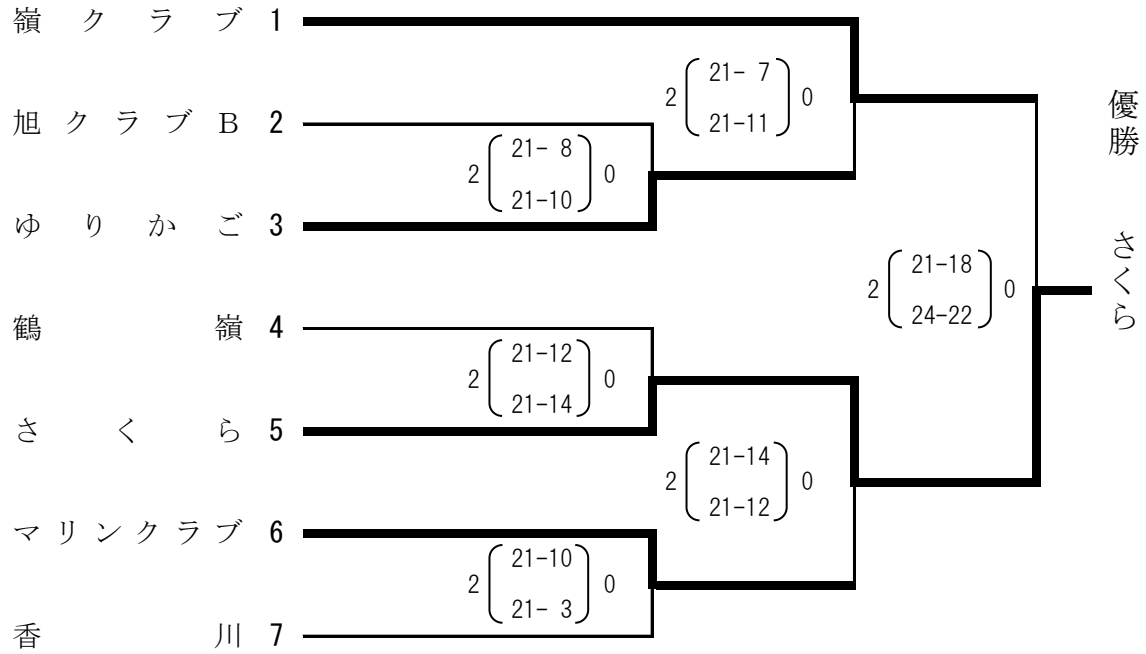 嶺クラブ 1
2 21- 7 0
21-11
旭クラブB 2
2 21- 8 0
21-10
ゆりかご 3
2 21-18 0
24-22
鶴嶺 4
2 21-12 0
21-14
さくら 5
2 21-14 0
21-12
マリンクラブ 6
2 21-10 0
21- 3
香川 7
優勝 さくら